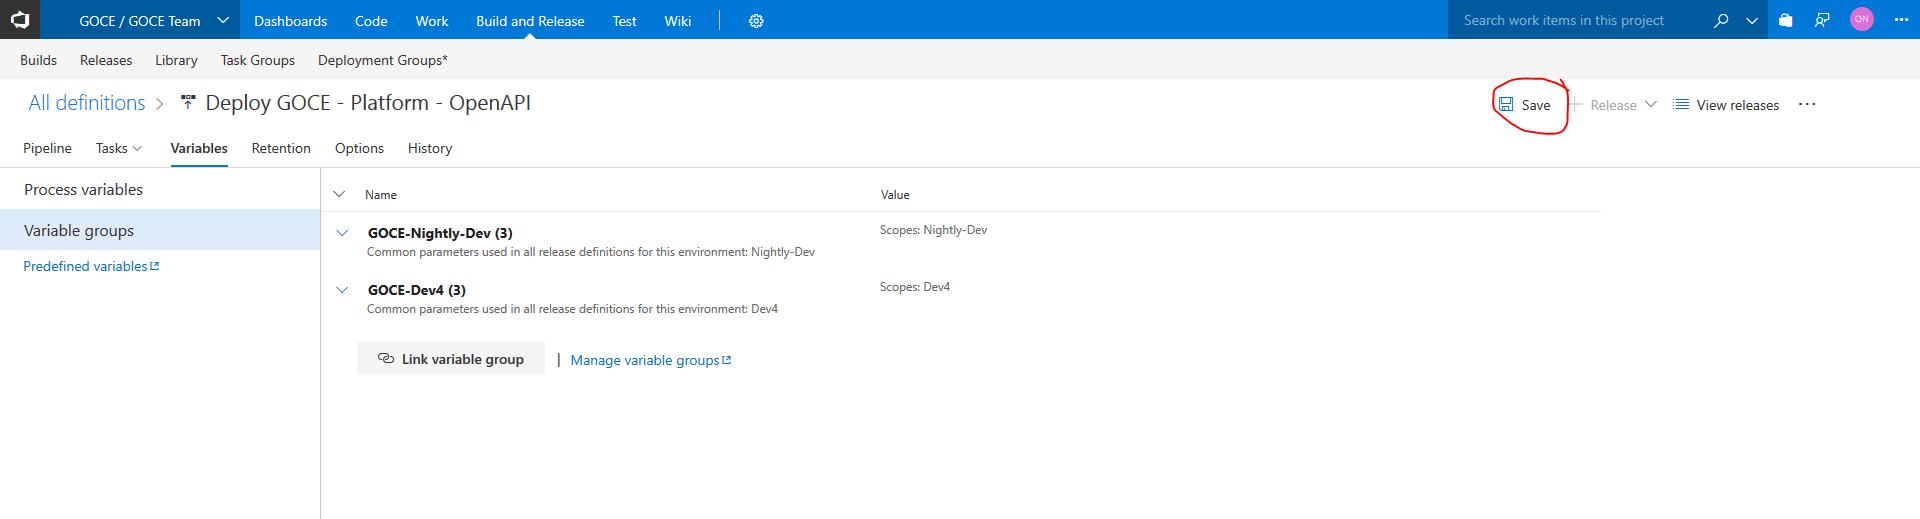 GOCE / GOCE Team Dashboards Code Work Build and Release Test Wiki Search work items in this project QN
Builds Releases Library Task Groups Deployment Groups*
All definitions > Deploy GOCE - Platform - OpenAPI Save + Release View releases ...
Pipeline Tasks Variables Retention Options History
Process variables
Variable groups
Predefined variables
Name Value
GOCE-Nightly-Dev (3) Scopes: Nightly-Dev
Common parameters used in all release definitions for this environment: Nightly-Dev
GOCE-Dev4 (3) Scopes: Dev4
Common parameters used in all release definitions for this environment: Dev4
Link variable group | Manage variable groups